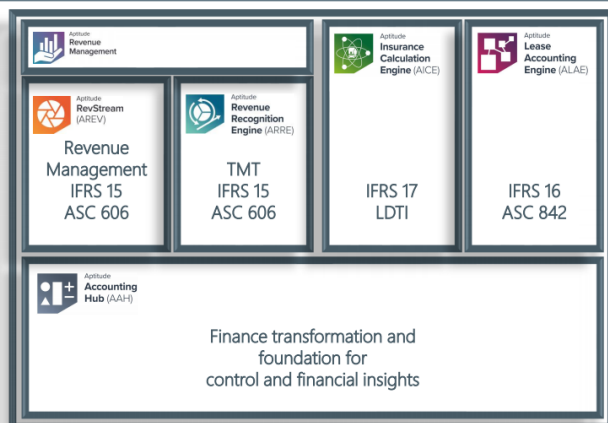 Aptitude
Revenue
Management
Aptitude
RevStream
(AREV)
Revenue
Management
IFRS 15
ASC 606
Aptitude
Revenue
Recognition
Engine (ARRE)
TMT
IFRS 15
ASC 606
Aptitude
Insurance
Calculation
Engine (AICE)
IFRS 17
LDTI
Aptitude
Lease
Accounting
Engine (ALAE)
IFRS 16
ASC 842
Aptitude
Accounting
Hub (AAH)
Finance transformation and
foundation for
control and financial insights